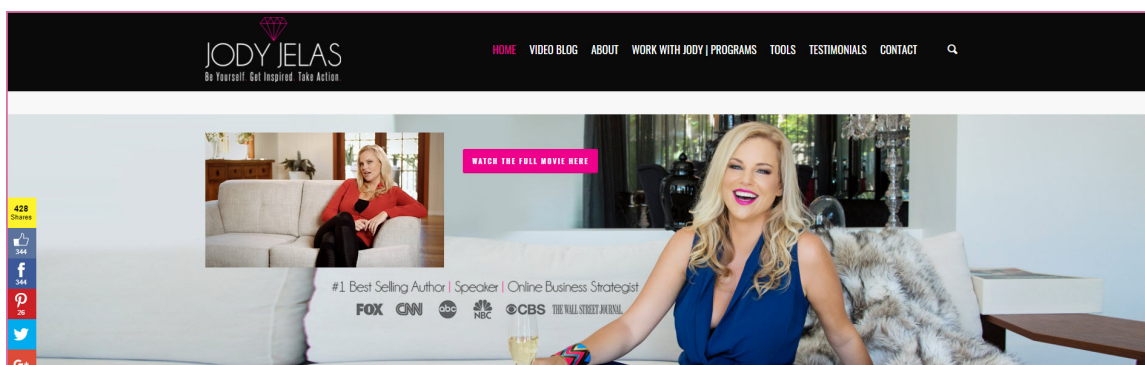 JODY JELAS
Be Yourself. Get Inspired. Take Action.
HOME VIDEO BLOG ABOUT WORK WITH JODY | PROGRAMS TOOLS TESTIMONIALS CONTACT
WATCH THE FULL MOVIE HERE
428
Shares
344
344
26
#1 Best Selling Author | Speaker | Online Business Strategist
FOX CNN abc NBC CBS THE WALL STREET JOURNAL.
G+